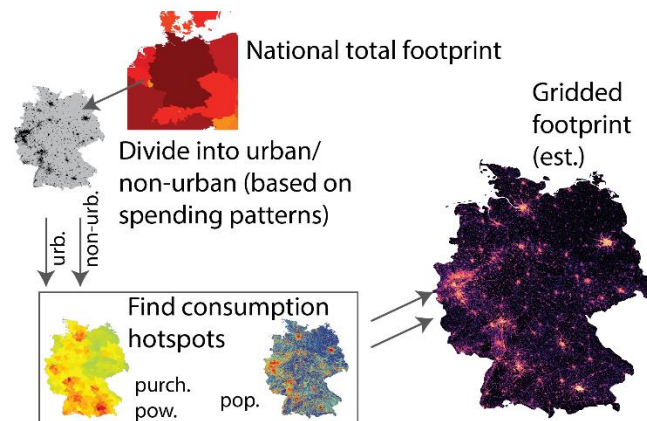 National total footprint
Divide into urban/
non-urban (based on
spending patterns)
urb.
non-urb.
Find consumption
hotspots
purch.
pow.
pop.
Gridded
footprint
(est.)